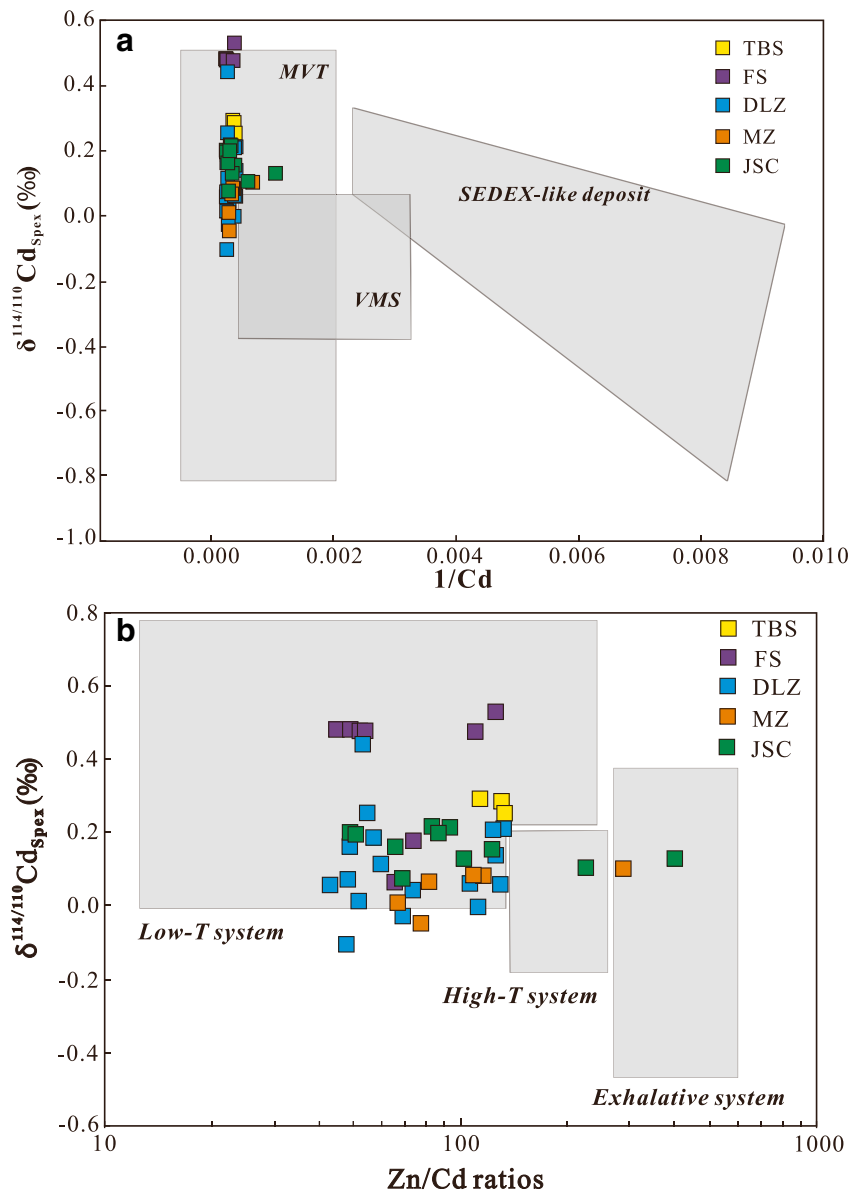 a
0.6
0.4
0.2
0.0
-0.2
-0.4
-0.6
-0.8
-1.0
δ114/110CdSpex(‰)
MVT
VMS
SEDEX-like deposit
TBS
FS
DLZ
MZ
JSC
0.000
0.002
0.004
0.006
0.008
0.010
1/Cd
b
0.8
0.6
0.4
0.2
0.0
-0.2
-0.4
-0.6
δ114/110CdSpex(‰)
TBS
FS
DLZ
MZ
JSC
Low-T system
High-T system
Exhalative system
10
100
1000
Zn/Cd ratios